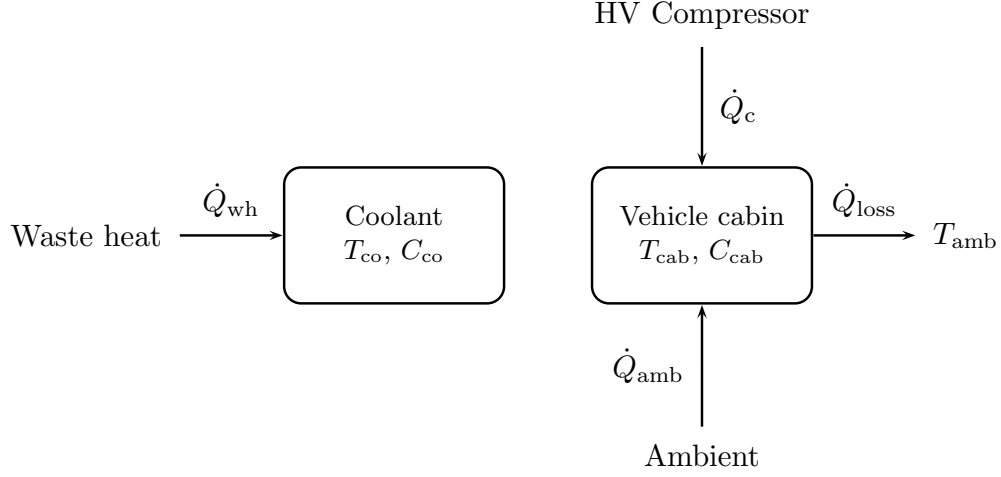 HV Compressor
Q̇c
Q̇wh
Waste heat
Coolant
Tco, Cco
Vehicle cabin
Tcab, Ccab
Q̇loss
Tamb
Q̇amb
Ambient